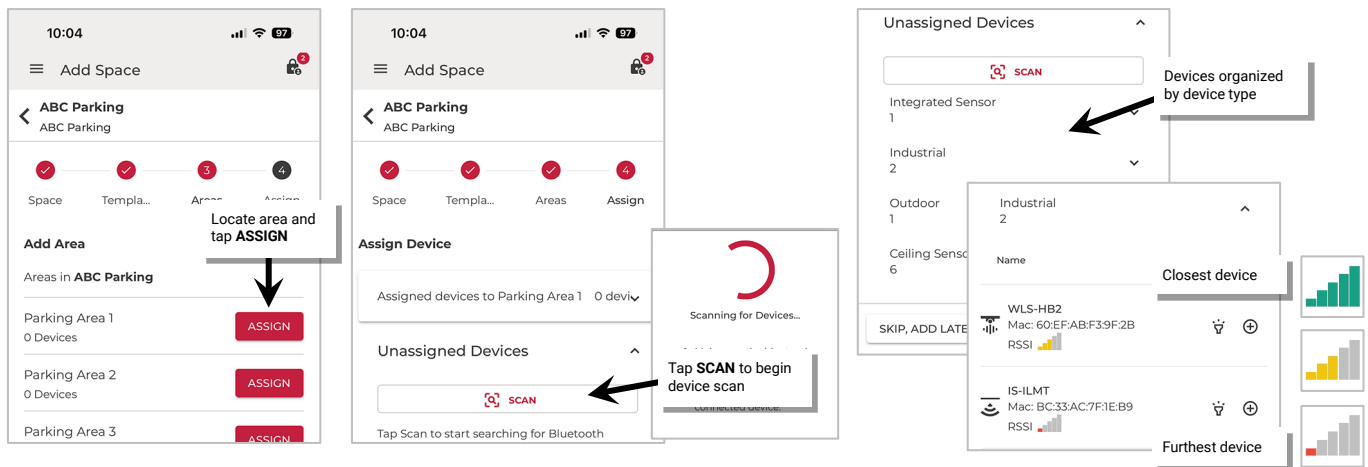 10:04
97
Add Space
2
ABC Parking
ABC Parking
3
4
Space
Templa...
Areas
Assign
Locate area and
tap ASSIGN
Add Area
Areas in ABC Parking
Parking Area 1
0 Devices
ASSIGN
Parking Area 2
0 Devices
ASSIGN
Parking Area 3
ASSIGN
10:04
97
Add Space
2
ABC Parking
ABC Parking
4
Space
Templa...
Areas
Assign
Assign Device
Assigned devices to Parking Area 1 0 devi
Unassigned Devices
SCAN
Tap Scan to start searching for Bluetooth
Scanning for Devices...
Tap SCAN to begin
device scan
connected device.
Unassigned Devices
SCAN
Devices organized
by device type
Integrated Sensor
1
Industrial
2
Outdoor
1
Ceiling Senso
6
SKIP, ADD LATE
Industrial
2
Name
Closest device
WLS-HB2
Mac: 60:EF:AB:F3:9F:2B
RSSI
IS-ILMT
Mac: BC:33:AC:7F:1E:B9
RSSI
Furthest device